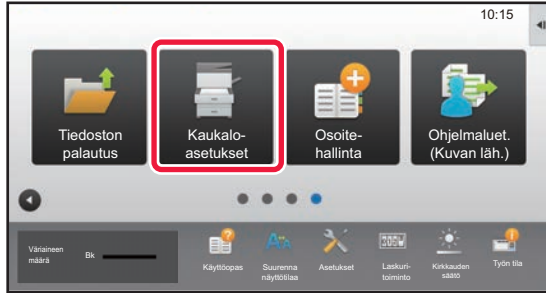 10:15
Tiedoston
palautus
Kaukalo-
asetukset
Osoite-
hallinta
Ohjelmaluet.
(Kuvan läh.)
Väriaineen
määrä
Bk
Käyttöopas
Suurenna
näyttötilaa
Asetukset
Laskuri-
toiminto
Kirkkauden
säätö
Työn tila